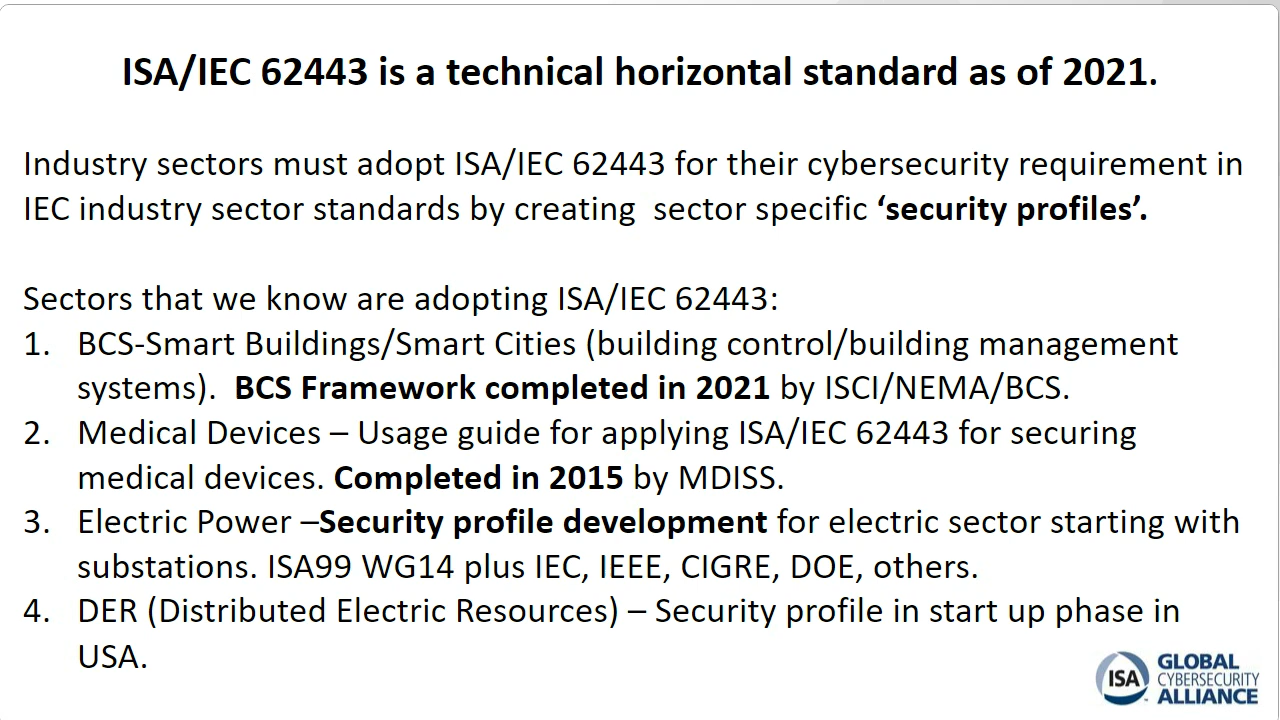 ISA/IEC 62443 is a technical horizontal standard as of 2021.
Industry sectors must adopt ISA/IEC 62443 for their cybersecurity requirement in
IEC industry sector standards by creating  sector specific ‘security profiles’.
Sectors that we know are adopting ISA/IEC 62443:
1. BCS-Smart Buildings/Smart Cities (building control/building management
systems).  BCS Framework completed in 2021 by ISCI/NEMA/BCS.
2. Medical Devices – Usage guide for applying ISA/IEC 62443 for securing
medical devices. Completed in 2015 by MDISS.
3. Electric Power –Security profile development for electric sector starting with
substations. ISA99 WG14 plus IEC, IEEE, CIGRE, DOE, others.
4. DER (Distributed Electric Resources) – Security profile in start up phase in
USA.
ISA
GLOBAL
CYBERSECURITY
ALLIANCE